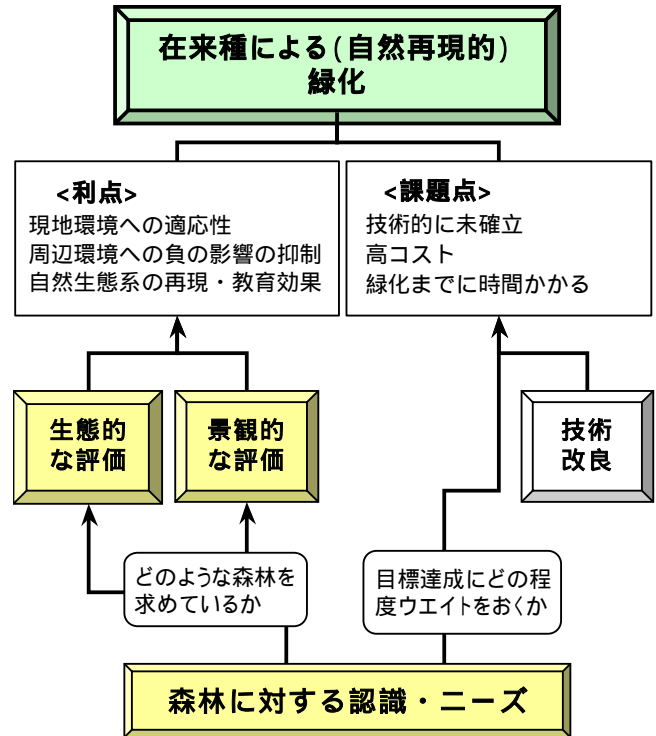 在来種による(自然再現的)
緑化
<利点>
現地環境への適応性
周辺環境への負の影響の抑制
自然生態系の再現・教育効果
<課題点>
技術的に未確立
高コスト
緑化までに時間かかる
生態的
な評価
景観的
な評価
技術
改良
どのような森林を
求めているか
目標達成にどの程
度ウエイトをおくか
森林に対する認識・ニーズ